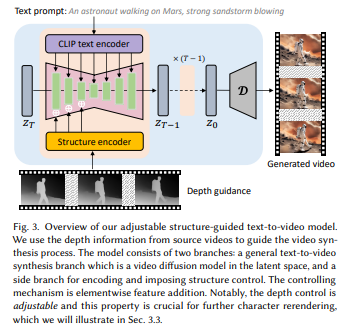 Text prompt: An astronaut walking on Mars, strong sandstorm blowing
CLIP text encoder
× (T − 1)
z_T
z_{T−1}
z_0
𝒟
Structure encoder
Generated video
Depth guidance
Fig. 3. Overview of our adjustable structure-guided text-to-video model.
We use the depth information from source videos to guide the video syn-
thesis process. The model consists of two branches: a general text-to-video
synthesis branch which is a video diffusion model in the latent space, and a
side branch for encoding and imposing structure control. The controlling
mechanism is elementwise feature addition. Notably, the depth control is
adjustable and this property is crucial for further character rerendering,
which we will illustrate in Sec. 3.3.